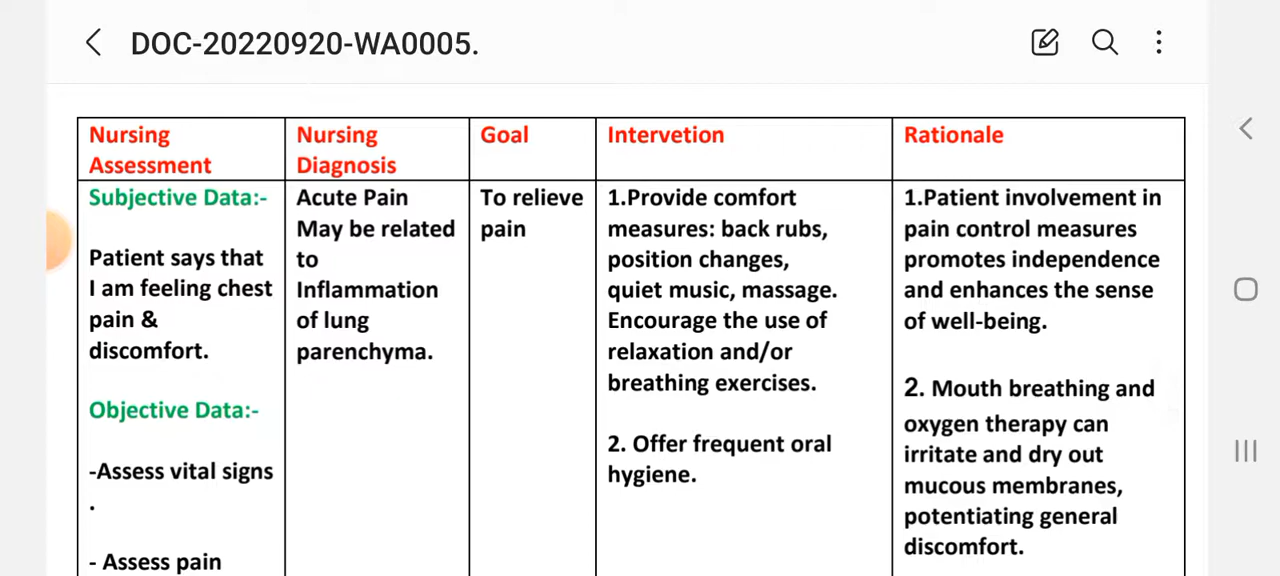 DOC-20220920-WA0005.
Nursing
Assessment
Nursing
Diagnosis
Goal
Intervetion
Rationale
Subjective Data:-
Patient says that
I am feeling chest
pain &
discomfort.
Objective Data:-
-Assess vital signs
.
- Assess pain
Acute Pain
May be related
to
Inflammation
of lung
parenchyma.
To relieve
pain
1.Provide comfort
measures: back rubs,
position changes,
quiet music, massage.
Encourage the use of
relaxation and/or
breathing exercises.
2. Offer frequent oral
hygiene.
1.Patient involvement in
pain control measures
promotes independence
and enhances the sense
of well-being.
2. Mouth breathing and
oxygen therapy can
irritate and dry out
mucous membranes,
potentiating general
discomfort.